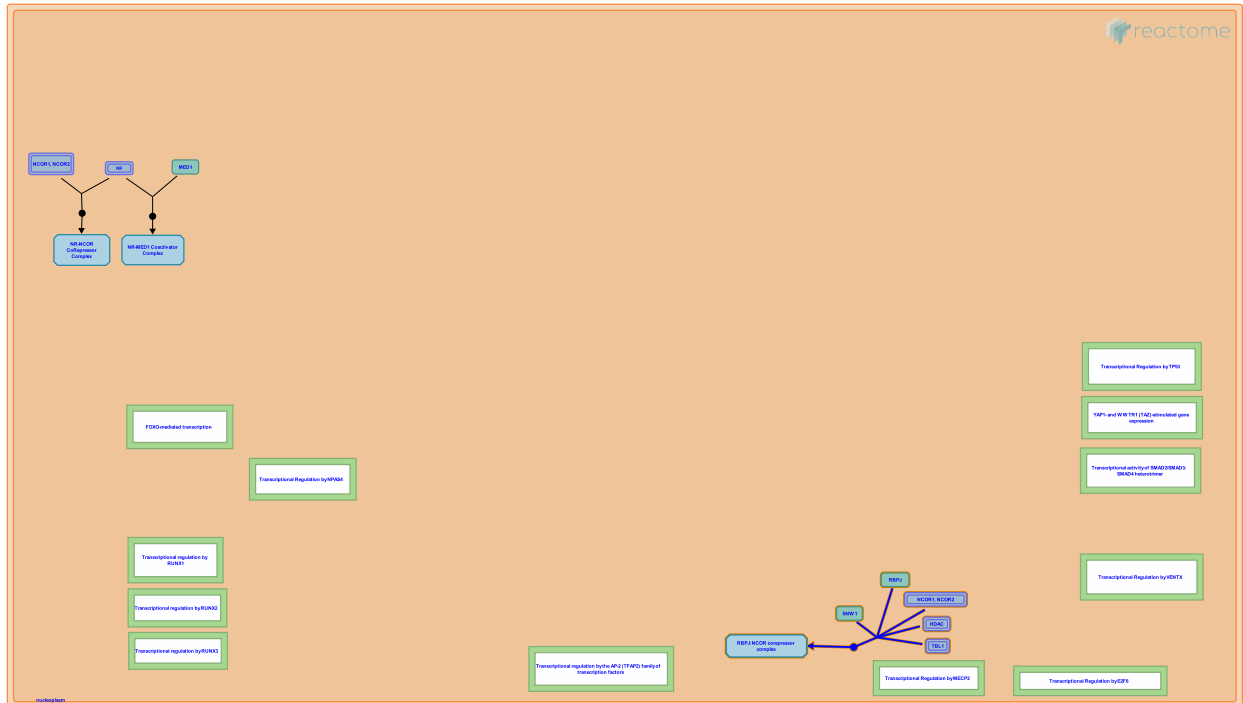 reactome
NCOR1, NCOR2
NR
MED1
NR-NCOR
CoRepressor
Complex
NR-MED1 Coactivator
Complex
Transcriptional Regulation by TP53
YAP1- and WWTR1 (TAZ)-stimulated gene
expression
Transcriptional activity of SMAD2/SMAD3:
SMAD4 heterotrimer
FOXO-mediated transcription
Transcriptional Regulation by NPAS4
Transcriptional regulation by
RUNX1
Transcriptional regulation by RUNX2
Transcriptional regulation by RUNX3
Transcriptional Regulation by VENTX
RBPJ
NCOR1, NCOR2
SNW1
HDAC
TBL1
RBPJ:NCOR corepressor
complex
Transcriptional regulation by the AP-2 (TFAP2) family of
transcription factors
Transcriptional Regulation by MECP2
Transcriptional Regulation by E2F6
nucleoplasm